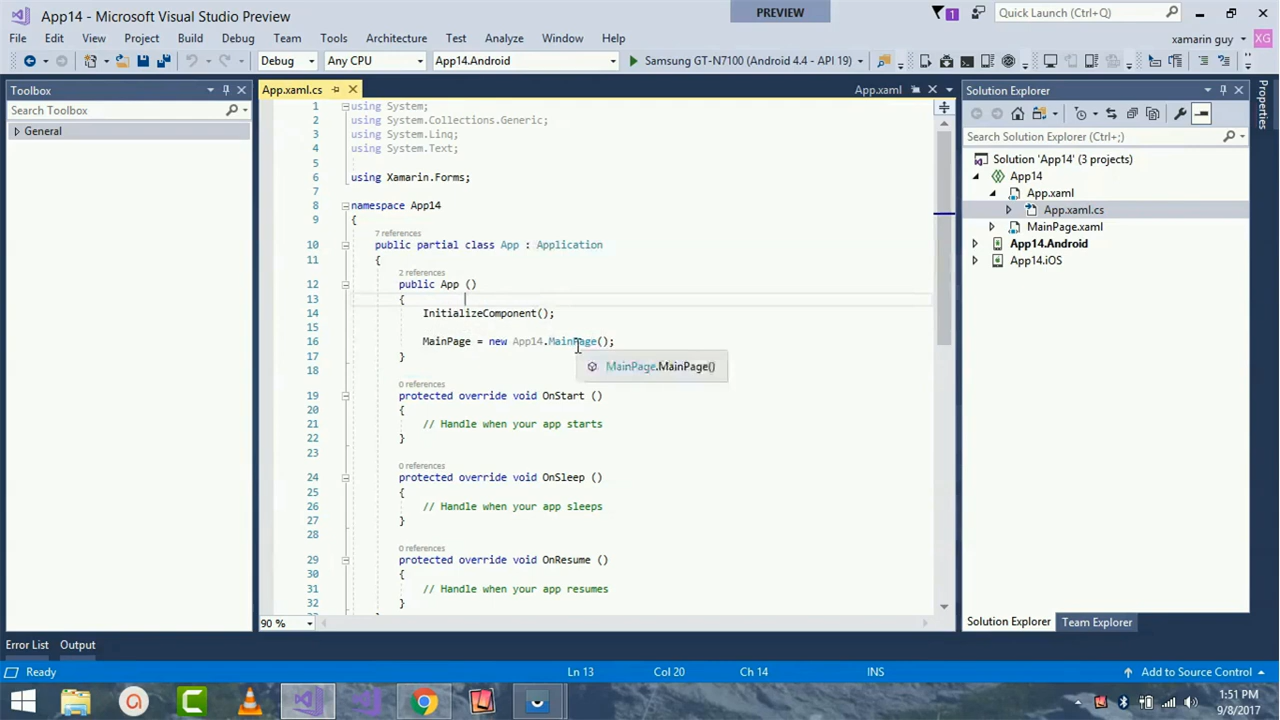 App14 - Microsoft Visual Studio Preview
PREVIEW
1
Quick Launch (Ctrl+Q)
File Edit View Project Build Debug Team Tools Architecture Test Analyze Window Help
xamarin guy
XG
Debug
Any CPU
App14.Android
Samsung GT-N7100 (Android 4.4 - API 19)
Toolbox
Search Toolbox
General
App.xaml.cs
App.xaml
1 using System;
2 using System.Collections.Generic;
3 using System.Linq;
4 using System.Text;
5
6 using Xamarin.Forms;
7
8 namespace App14
9 {
7 references
10 public partial class App : Application
11 {
2 references
12 public App ()
13 {
14 InitializeComponent();
15
16 MainPage = new App14.MainPage();
17 }
MainPage.MainPage()
18
0 references
19 protected override void OnStart ()
20 {
21 // Handle when your app starts
22 }
23
0 references
24 protected override void OnSleep ()
25 {
26 // Handle when your app sleeps
27 }
28
0 references
29 protected override void OnResume ()
30 {
31 // Handle when your app resumes
32 }
90 %
Solution Explorer
Search Solution Explorer (Ctrl+;)
Solution 'App14' (3 projects)
App14
App.xaml
App.xaml.cs
MainPage.xaml
App14.Android
App14.iOS
Solution Explorer
Team Explorer
Properties
Error List
Output
Ready
Ln 13
Col 20
Ch 14
INS
Add to Source Control
1:51 PM
9/8/2017